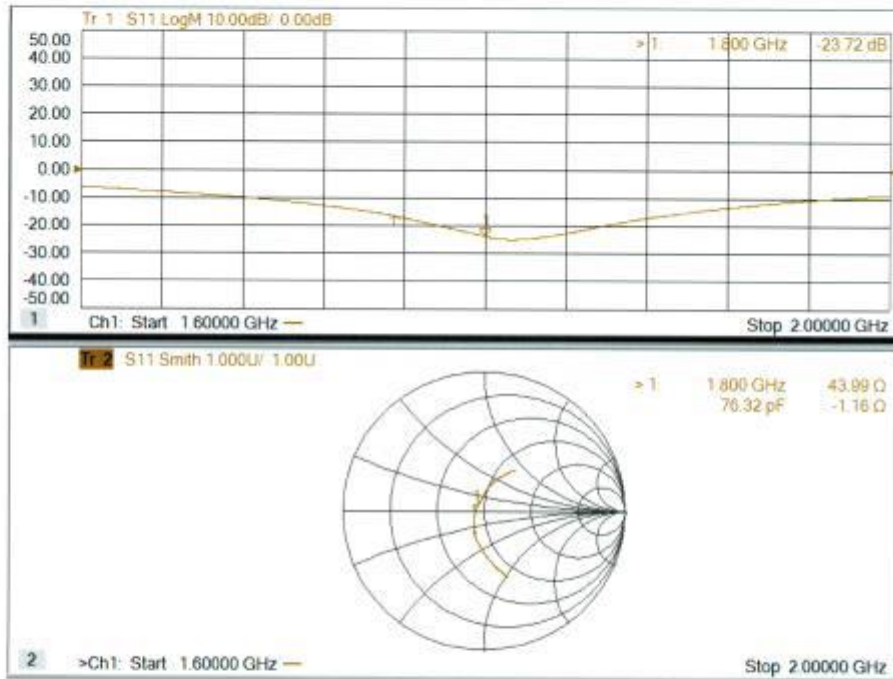 Tr 1 S11 LogM 10.00dB/ 0.00dB
50.00
> 1 1.800 GHz -23.72 dB
40.00
30.00
20.00
10.00
0.00
-10.00
-20.00
-30.00
-40.00
-50.00
1 Ch1: Start 1.60000 GHz — Stop 2.00000 GHz
Tr 2 S11 Smith 1.000U/ 1.00U
> 1 1.800 GHz 43.99 Ω
76.32 pF -1.16 Ω
2 >Ch1: Start 1.60000 GHz — Stop 2.00000 GHz